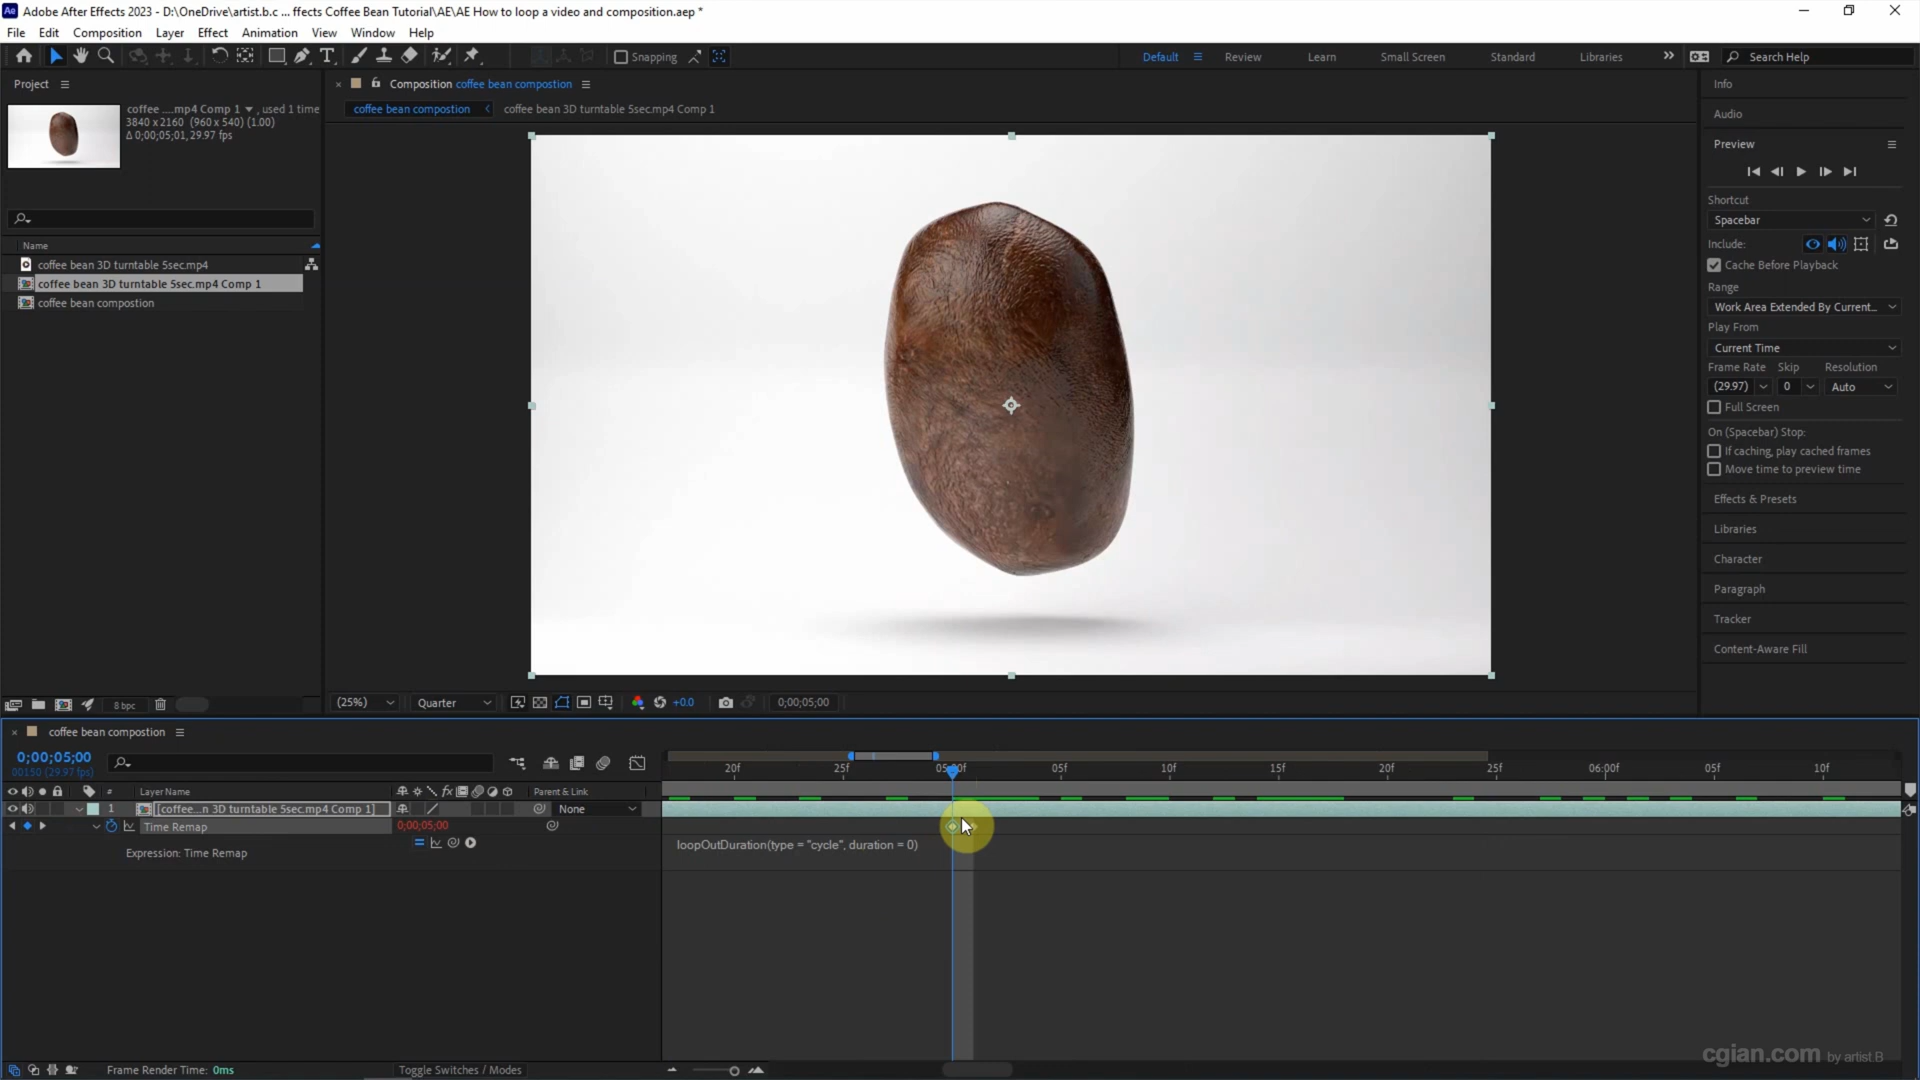 Adobe After Effects 2023 - D:\OneDrive\artist.b.c ... ffects Coffee Bean Tutorial\AE\AE How to loop a video and composition.aep *
File Edit Composition Layer Effect Animation View Window Help
Snapping
Default Review Learn Small Screen Standard Libraries Search Help
Project
coffee ....mp4 Comp 1 , used 1 time
3840 x 2160 (960 x 540) (1.00)
Δ 0;00;05;01, 29.97 fps
Name
coffee bean 3D turntable 5sec.mp4
coffee bean 3D turntable 5sec.mp4 Comp 1
coffee bean compostion
8 bpc
Composition coffee bean compostion
coffee bean compostion coffee bean 3D turntable 5sec.mp4 Comp 1
(25%) Quarter +0.0 0;00;05;00
Info
Audio
Preview
Shortcut
Spacebar
Include:
Cache Before Playback
Range
Work Area Extended By Current...
Play From
Current Time
Frame Rate Skip Resolution
(29.97) 0 Auto
Full Screen
On (Spacebar) Stop:
If caching, play cached frames
Move time to preview time
Effects & Presets
Libraries
Character
Paragraph
Tracker
Content-Aware Fill
coffee bean compostion
0;00;05;00
00150 (29.97 fps)
20f 25f 05:00f 05f 10f 15f 20f 25f 06:00f 05f 10f
# Layer Name fx Parent & Link
1 [coffee...n 3D turntable 5sec.mp4 Comp 1] None
Time Remap 0;00;05;00
Expression: Time Remap
loopOutDuration(type = "cycle", duration = 0)
Frame Render Time: 0ms
Toggle Switches / Modes
cgian.com by artist.B